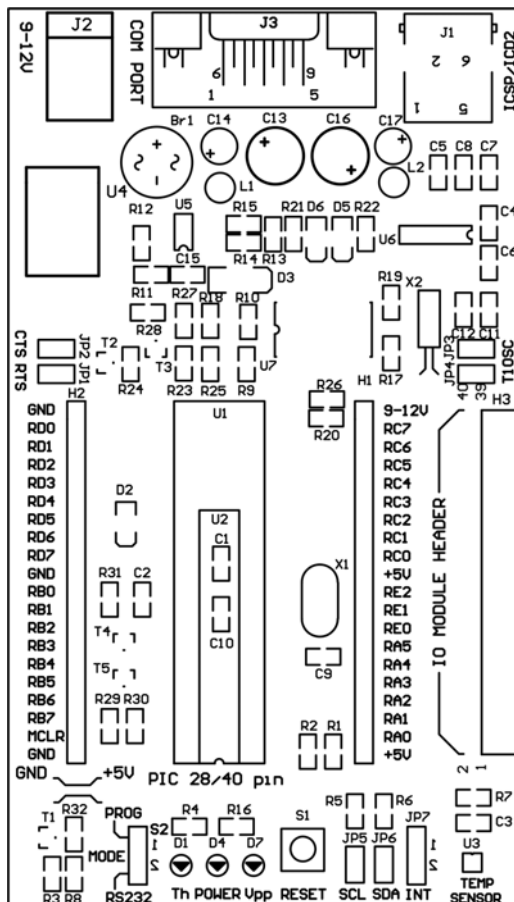 9-12V
J2
COM PORT
J3
6 9
1 5
J1
2 6
1 5
ICSP/ICD2
Br1
C14
C13
C16
C17
L1
L2
C5 C8 C7
U4
U5
R12
R15
R14
R21
R13
D6
D5
R22
U6
C4
C6
C15
R11
R27
D3
R19
X2
R28
R18
R10
C12
C11
CTS
JP2
RTS
JP1
T2
T3
R24
R23
R25
R9
U7
R17
JP3
JP4
T1OSC
40
39
H2
U1
R26
R20
H1
H3
GND
RD0
RD1
RD2
RD3
RD4
RD5
RD6
RD7
GND
RB0
RB1
RB2
RB3
RB4
RB5
RB6
RB7
MCLR
GND
D2
U2
C1
C10
R31
C2
T4
T5
R29
R30
X1
C9
R2
R1
9-12V
RC7
RC6
RC5
RC4
RC3
RC2
RC1
RC0
+5V
RE2
RE1
RE0
RA5
RA4
RA3
RA2
RA1
RA0
+5V
IO MODULE HEADER
2
1
GND
+5V
PIC 28/40 pin
T1
R32
R3
R8
PROG
MODE
RS232
S2
1
2
R4
R16
D1
D4
D7
Th POWER Vpp
S1
RESET
R5
R6
JP5
JP6
JP7
1
2
SCL SDA INT
R7
C3
U3
TEMP
SENSOR